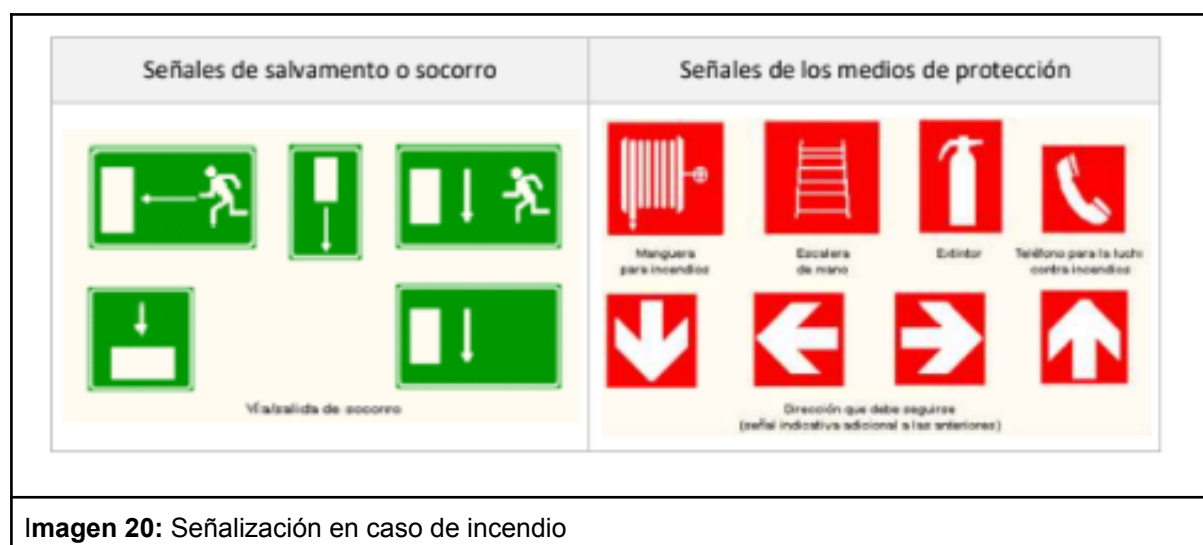 Señales de salvamento o socorro
Señales de los medios de protección
Manguera
para incendios
Escalera
de mano
Extintor
Teléfono para la lucha
contra incendios
Vía/salida de socorro
Dirección que debe seguirse
(señal indicativa adicional a las anteriores)
Imagen 20: Señalización en caso de incendio